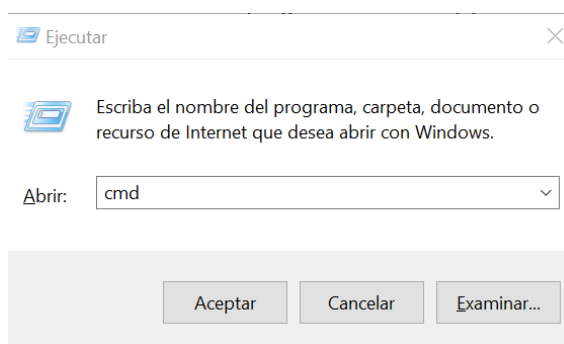 Ejecutar
Escriba el nombre del programa, carpeta, documento o
recurso de Internet que desea abrir con Windows.
Abrir: cmd
Aceptar Cancelar Examinar...